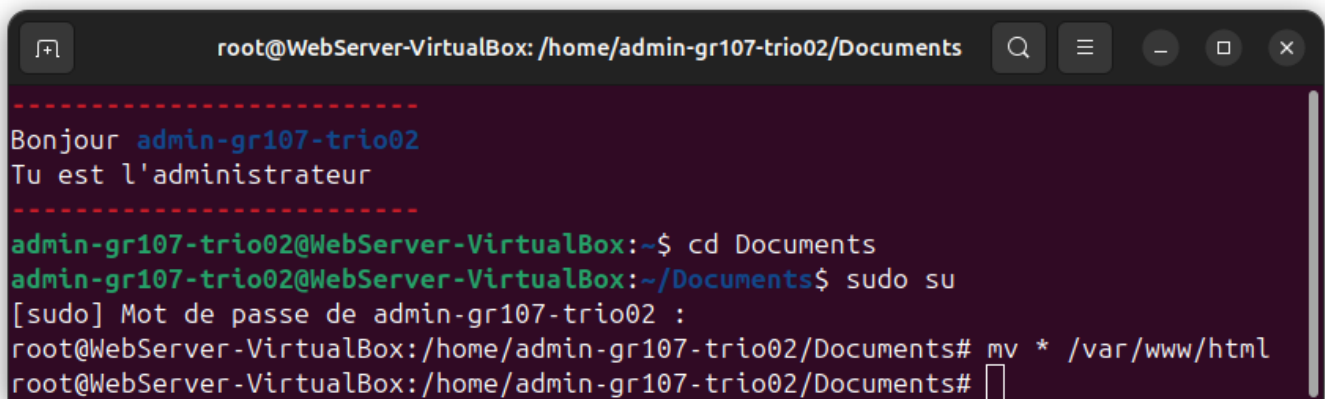 root@WebServer-VirtualBox: /home/admin-gr107-trio02/Documents
---------------------------
Bonjour admin-gr107-trio02
Tu est l'administrateur
---------------------------
admin-gr107-trio02@WebServer-VirtualBox:~$ cd Documents
admin-gr107-trio02@WebServer-VirtualBox:~/Documents$ sudo su
[sudo] Mot de passe de admin-gr107-trio02 :
root@WebServer-VirtualBox:/home/admin-gr107-trio02/Documents# mv * /var/www/html
root@WebServer-VirtualBox:/home/admin-gr107-trio02/Documents#